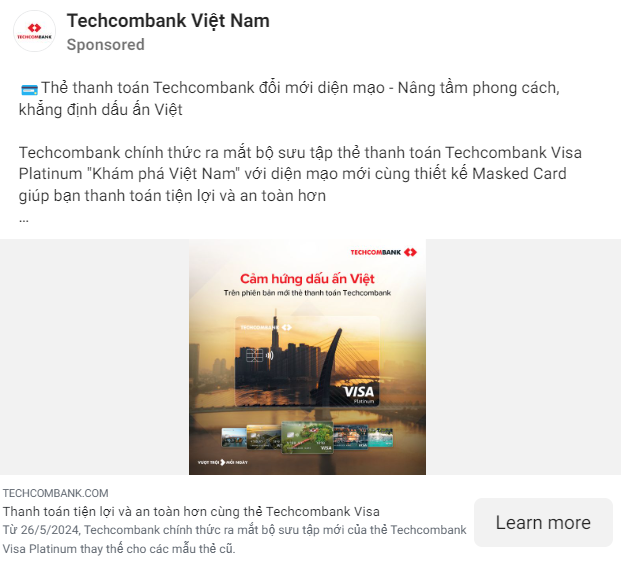 TECHCOMBANK
Techcombank Việt Nam
Sponsored
Thẻ thanh toán Techcombank đổi mới diện mạo - Nâng tầm phong cách,
khẳng định dấu ấn Việt
Techcombank chính thức ra mắt bộ sưu tập thẻ thanh toán Techcombank Visa
Platinum "Khám phá Việt Nam" với diện mạo mới cùng thiết kế Masked Card
giúp bạn thanh toán tiện lợi và an toàn hơn
...
TECHCOMBANK
Cảm hứng dấu ấn Việt
Trên phiên bản mới thẻ thanh toán Techcombank
TECHCOMBANK
VISA
Platinum
VISA
VƯỢT TRỘI MỖI NGÀY
TECHCOMBANK.COM
Thanh toán tiện lợi và an toàn hơn cùng thẻ Techcombank Visa
Từ 26/5/2024, Techcombank chính thức ra mắt bộ sưu tập mới của thẻ Techcombank
Visa Platinum thay thế cho các mẫu thẻ cũ.
Learn more